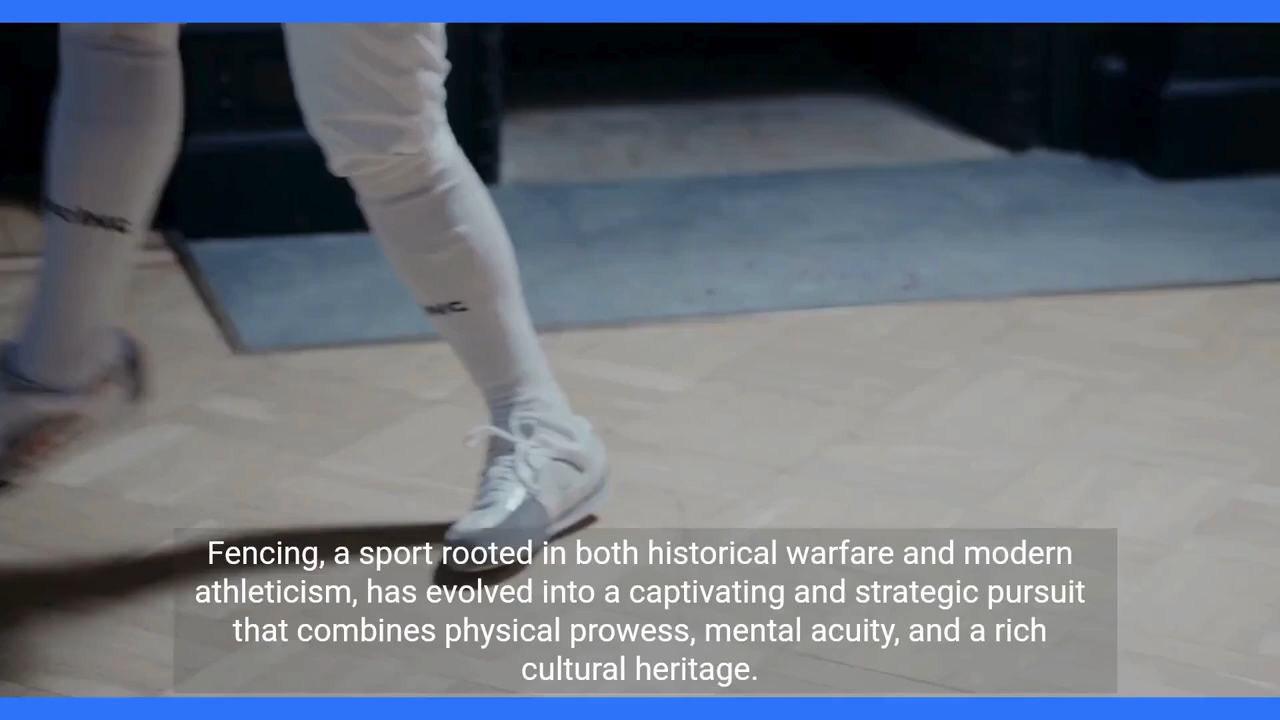 Fencing, a sport rooted in both historical warfare and modern
athleticism, has evolved into a captivating and strategic pursuit
that combines physical prowess, mental acuity, and a rich
cultural heritage.